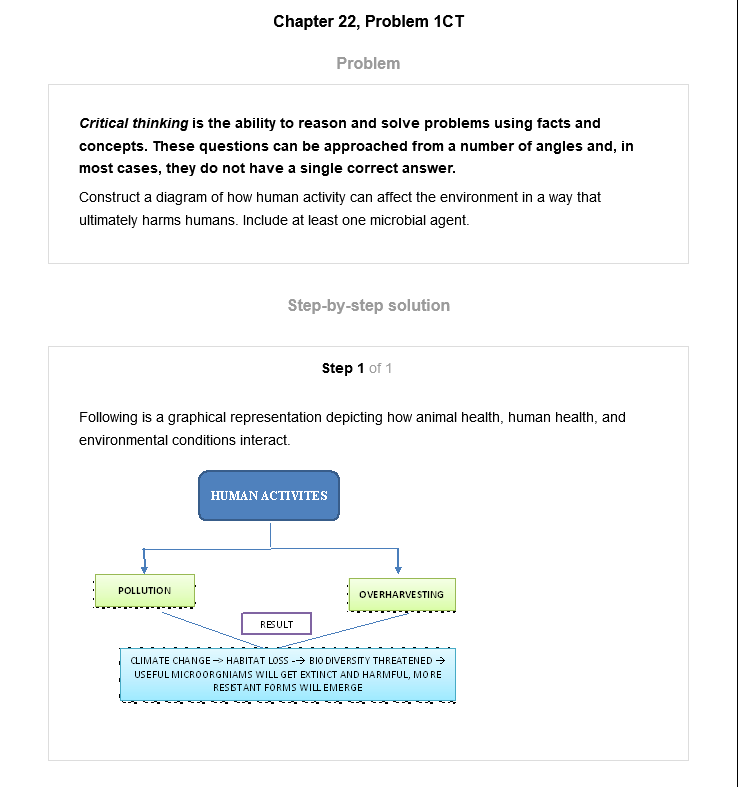 Chapter 22, Problem 1CT
Problem
Critical thinking is the ability to reason and solve problems using facts and
concepts. These questions can be approached from a number of angles and, in
most cases, they do not have a single correct answer.
Construct a diagram of how human activity can affect the environment in a way that
ultimately harms humans. Include at least one microbial agent.
Step-by-step solution
Step 1 of 1
Following is a graphical representation depicting how animal health, human health, and
environmental conditions interact.
HUMAN ACTIVITES
POLLUTION
OVERHARVESTING
RESULT
CLIMATE CHANGE -> HABITAT LOSS --> BIODIVERSITY THREATENED ->
USEFUL MICROORGNIAMS WILL GET EXTINCT AND HARMFUL, MORE
RESISTANT FORMS WILL EMERGE